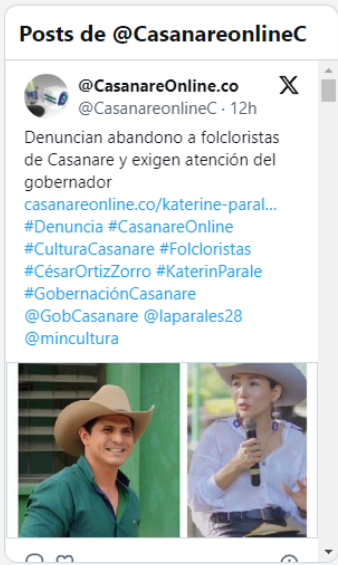 Posts de @CasanareonlineC
@CasanareOnline.co
@CasanareonlineC · 12h
Denuncian abandono a folcloristas
de Casanare y exigen atención del
gobernador
casanareonline.co/katerine-paral...
#Denuncia #CasanareOnline
#CulturaCasanare #Folcloristas
#CésarOrtizZorro #KaterinParale
#GobernaciónCasanare
@GobCasanare @laparales28
@mincultura